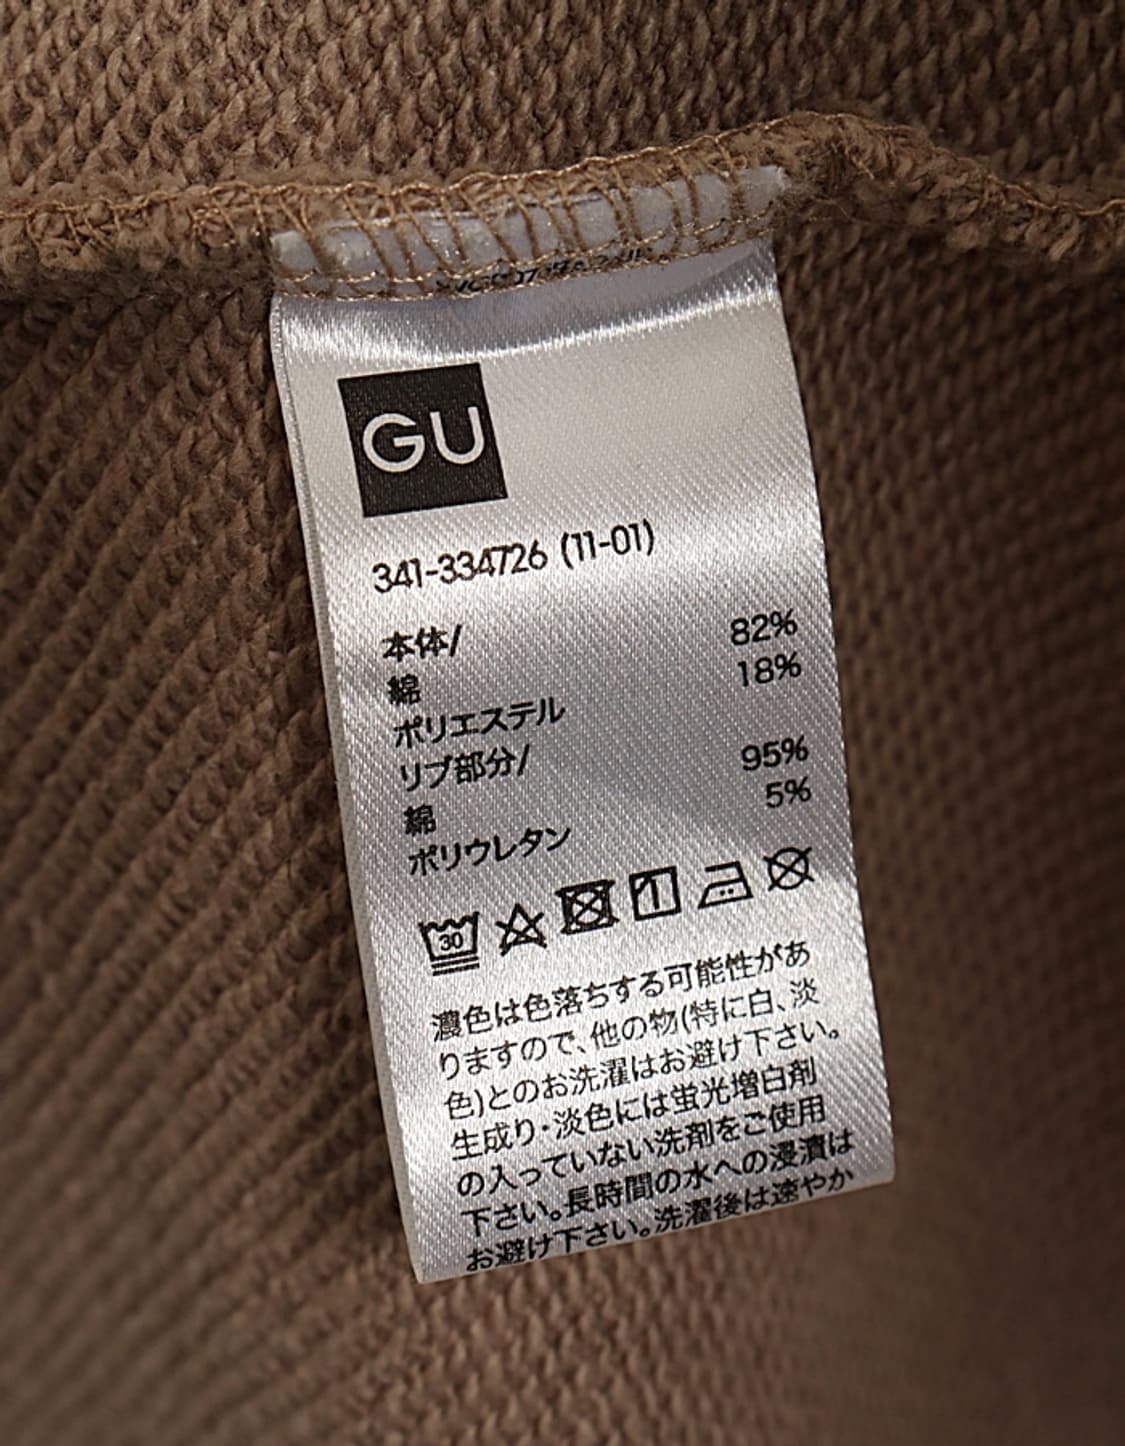 GU
341-334726 (11-01)
本体/
綿 82%
ポリエステル 18%
リブ部分/
綿 95%
ポリウレタン 5%
30
濃色は色落ちする可能性があ
りますので、他の物(特に白、淡
色)とのお洗濯はお避け下さい。
生成り・淡色には蛍光増白剤
の入っていない洗剤をご使用
下さい。長時間の水への浸漬は
お避け下さい。洗濯後は速やか